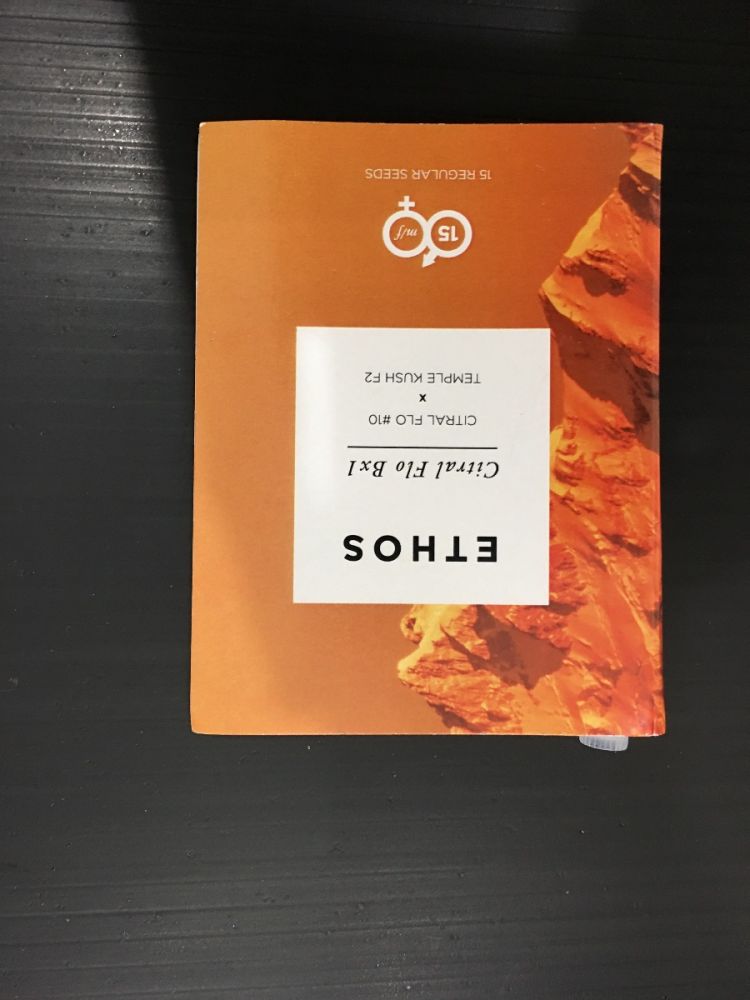 ETHOS
Citral Flo Bx1
CITRAL FLO #10
x
TEMPLE KUSH F2
15 m/f
15 REGULAR SEEDS